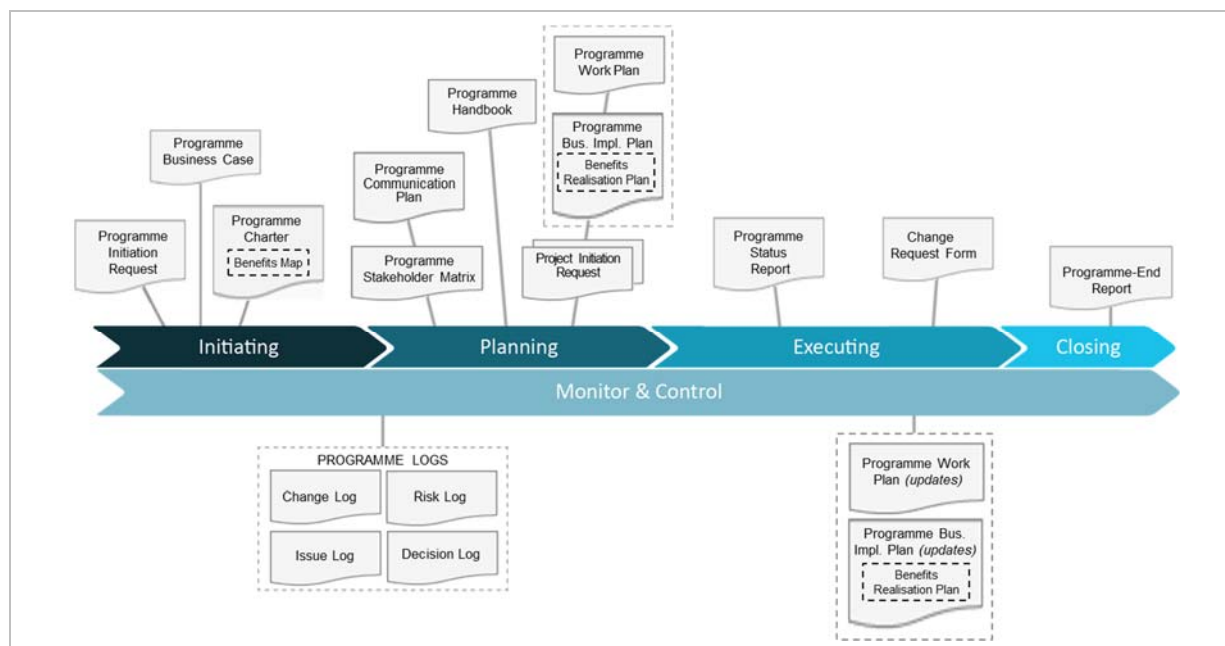 Programme
Initiation
Request
Programme
Business Case
Programme
Charter
Benefits Map
Programme
Communication
Plan
Programme
Stakeholder Matrix
Programme
Handbook
Programme
Work Plan
Programme
Bus. Impl. Plan
Benefits
Realisation Plan
Project Initiation
Request
Programme
Status
Report
Change
Request Form
Programme-End
Report
Initiating
Planning
Executing
Closing
Monitor & Control
PROGRAMME LOGS
Change Log
Risk Log
Issue Log
Decision Log
Programme Work
Plan (updates)
Programme Bus.
Impl. Plan (updates)
Benefits
Realisation Plan